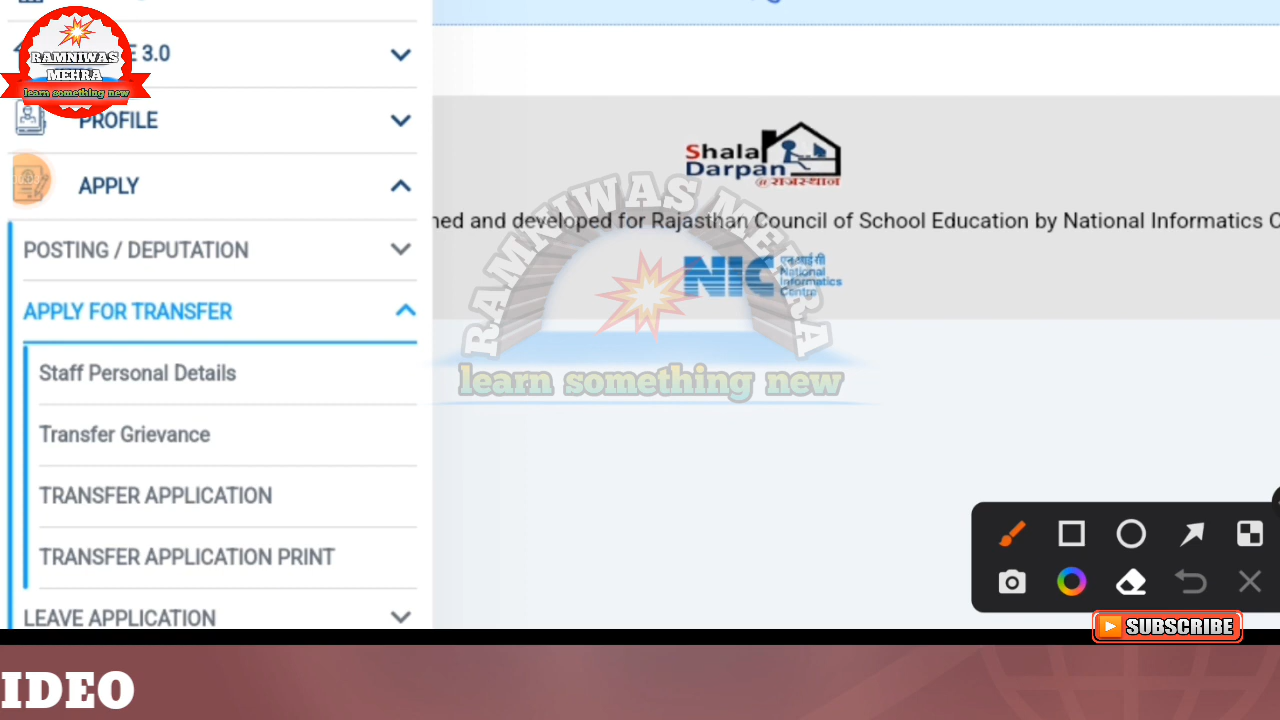 E 3.0
RAMNIWAS
MEHRA
learn something new
PROFILE
APPLY
POSTING / DEPUTATION
APPLY FOR TRANSFER
Staff Personal Details
Transfer Grievance
TRANSFER APPLICATION
TRANSFER APPLICATION PRINT
LEAVE APPLICATION
Shala
Darpan
@राजस्थान
ned and developed for Rajasthan Council of School Education by National Informatics C
NIC
एन आई सी
National
Informatics
Centre
RAMNIWAS MEHRA
learn something new
SUBSCRIBE
IDEO